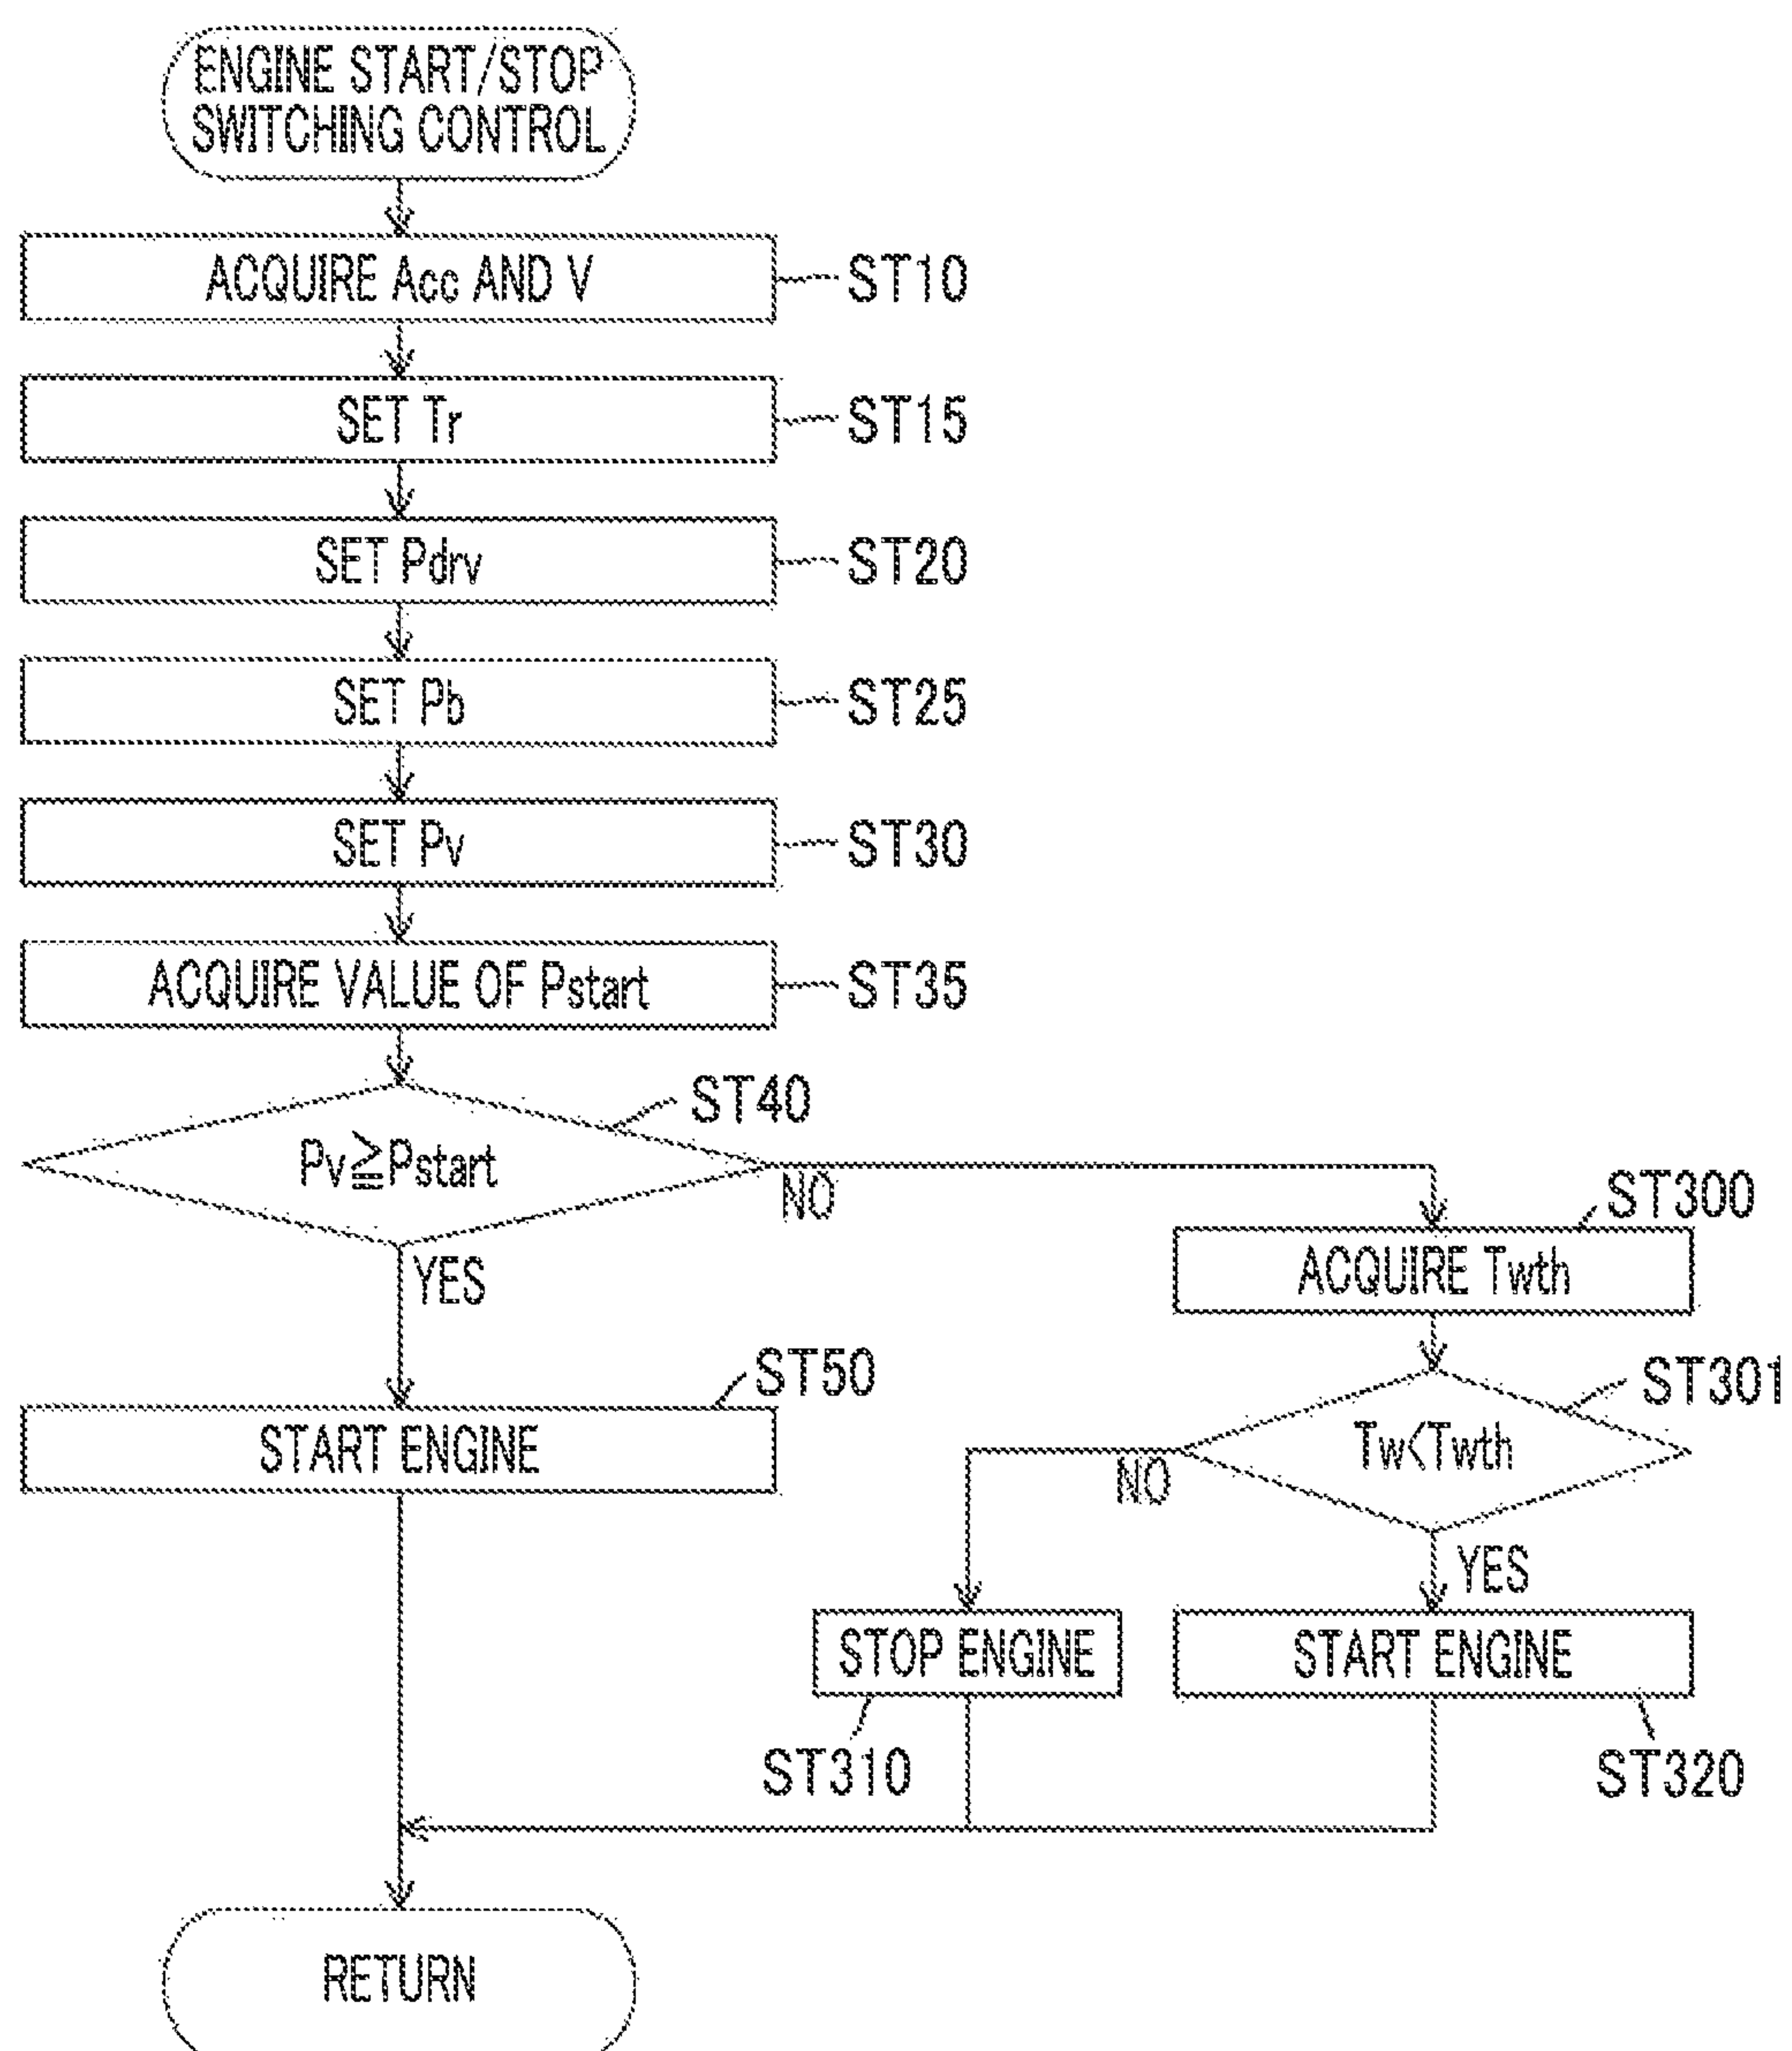 ENGINE START/STOP
SWITCHING CONTROL
ACQUIRE Acc AND V
ST10
SET Tr
ST15
SET Pdrv
ST20
SET Pb
ST25
SET Pv
ST30
ACQUIRE VALUE OF Pstart
ST35
ST40
Pv≧Pstart
NO
YES
ST300
ACQUIRE Twth
ST50
START ENGINE
ST301
Tw<Twth
NO
YES
STOP ENGINE
START ENGINE
ST310
ST320
RETURN